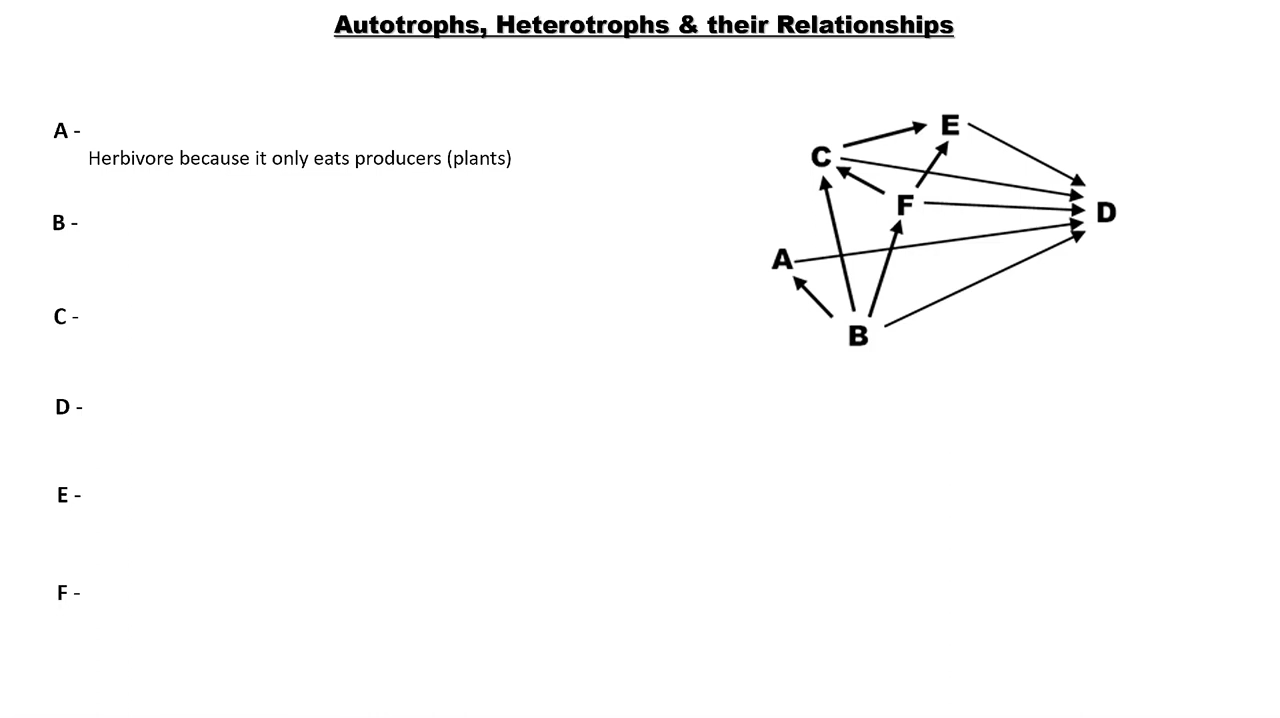 Autotrophs, Heterotrophs & their Relationships
A -
Herbivore because it only eats producers (plants)
B -
C -
D -
E -
F -
E
C
F
D
A
B